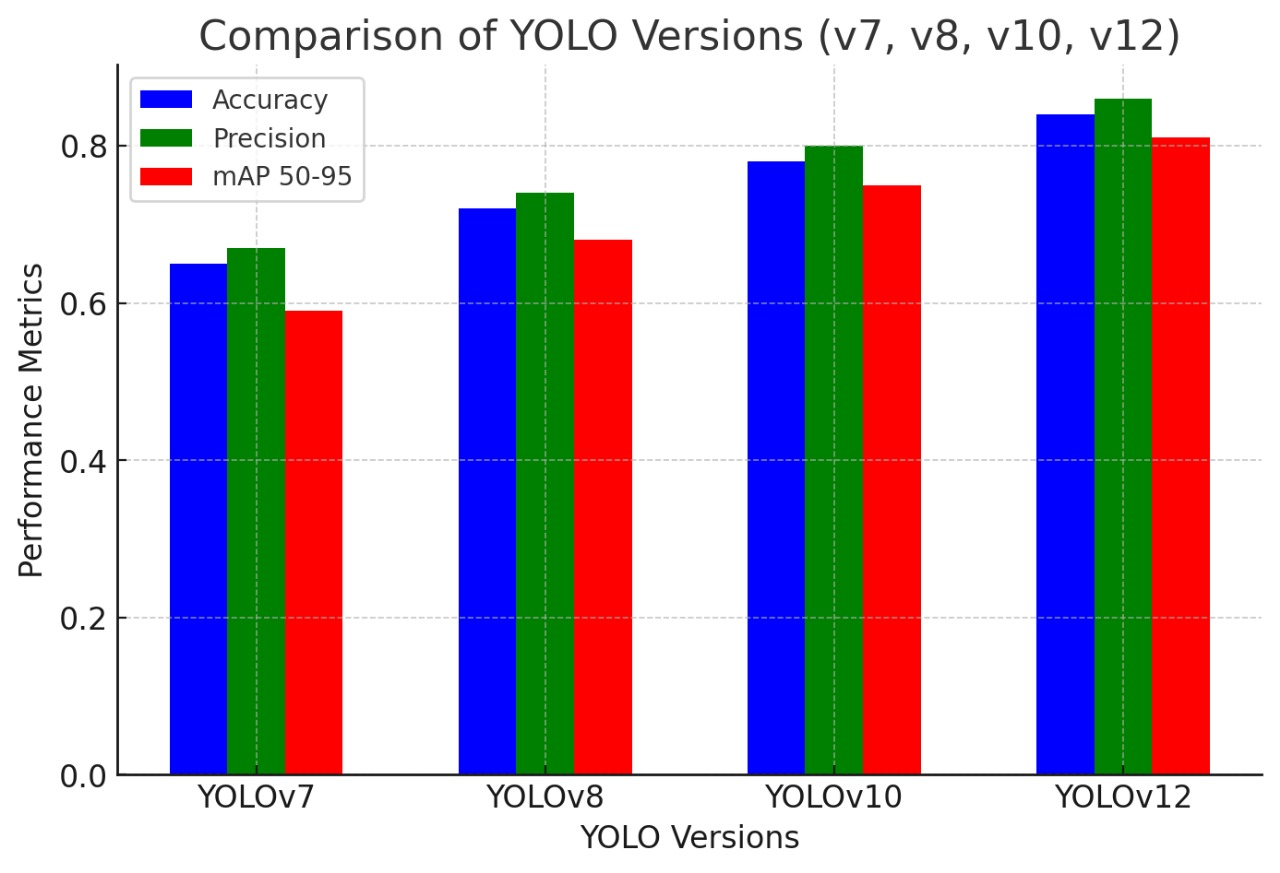 Comparison of YOLO Versions (v7, v8, v10, v12)
Accuracy
Precision
mAP 50-95
Performance Metrics
0.8
0.6
0.4
0.2
0.0
YOLOv7 YOLOv8 YOLOv10 YOLOv12
YOLO Versions